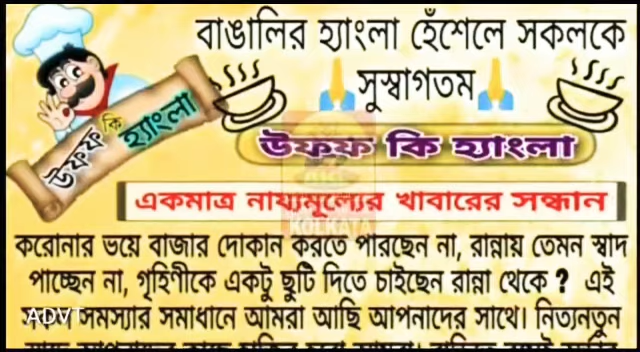 বাঙালির হ্যাংলা হেঁশেলে সকলকে
সুস্বাগতম
উফফ কি হ্যাংলা
উফফ কি হ্যাংলা
একমাত্র নায্যমূল্যের খাবারের সন্ধান
KOLKATA
করোনার ভয়ে বাজার দোকান করতে পারছেন না, রান্নায় তেমন স্বাদ
পাচ্ছেন না, গৃহিণীকে একটু ছুটি দিতে চাইছেন রান্না থেকে ? এই
ADVT সমস্যার সমাধানে আমরা আছি আপনাদের সাথে। নিত্যনতুন